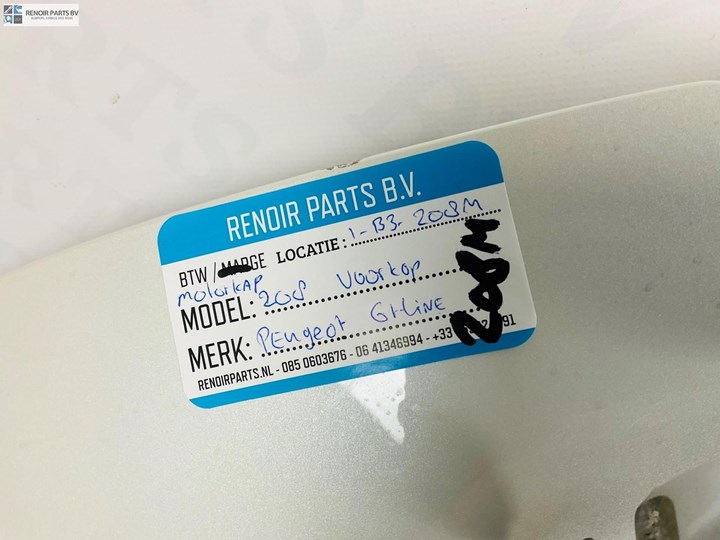 RENOIR PARTS BV
RENOIR PARTS B.V.
BTW / MARGE LOCATIE: 1-B3-208M
motorkAP
MODEL: 208 Voorkop
MERK: PEugeot Gt-LiNE
RENOIRPARTS.NL - 085 0603676 - 06 41346994 - +33
208M